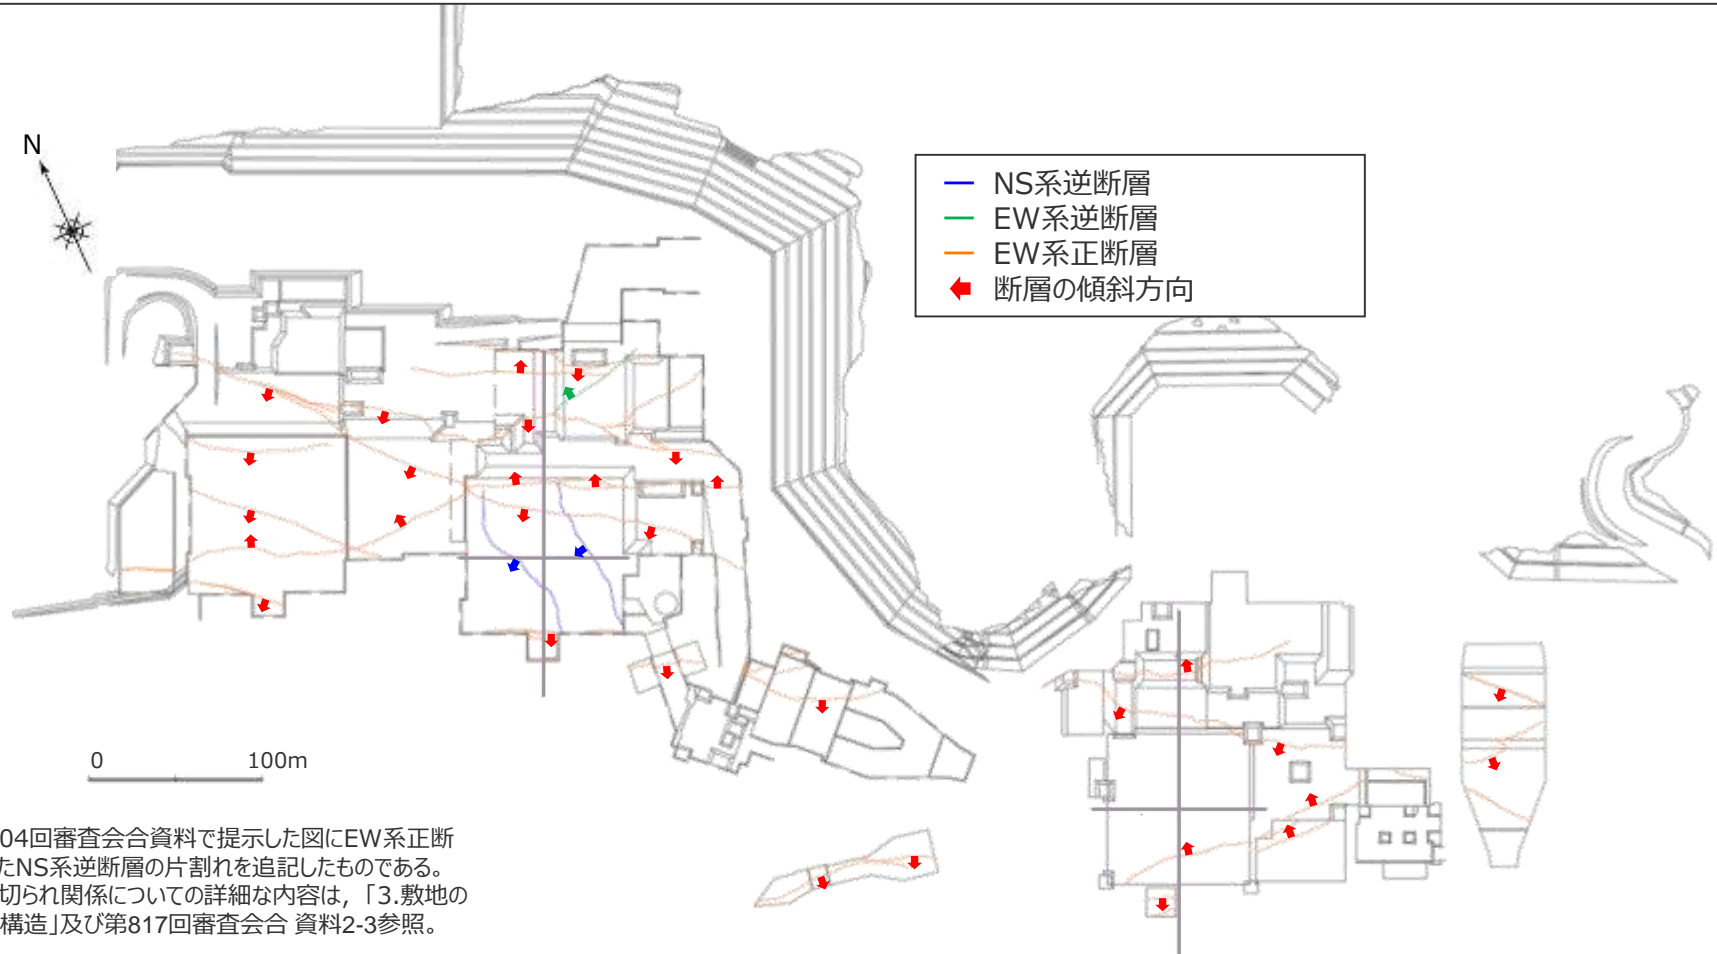 N
NS系逆断層
EW系逆断層
EW系正断層
断層の傾斜方向
0 100m
04回審査会合資料で提示した図にEW系正断
たNS系逆断層の片割れを追記したものである。
切られ関係についての詳細な内容は，「3.敷地の
構造」及び第817回審査会合 資料2-3参照。